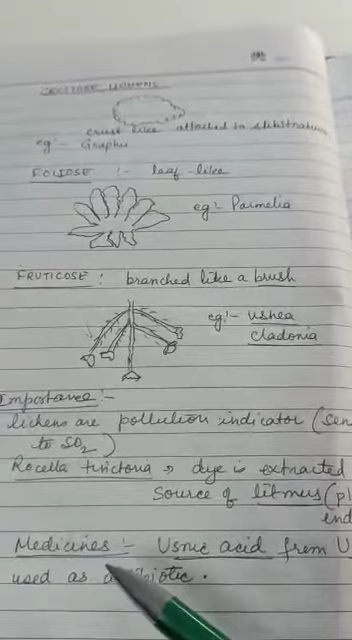 CRUSTOSE LICHENS
crust like attached to substratum
eg:- Graphis
FOLIOSE :- leaf-like
eg:- Parmelia
FRUTICOSE: branched like a brush
eg:- Ushea
Cladonia
Importance:-
lichens are pollution indicator (sen
to SO2)
Rocella tinctoria → dye is extracted
Source of litmus (p
ind
Medicines:- Usnic acid from U
used as antibiotic.